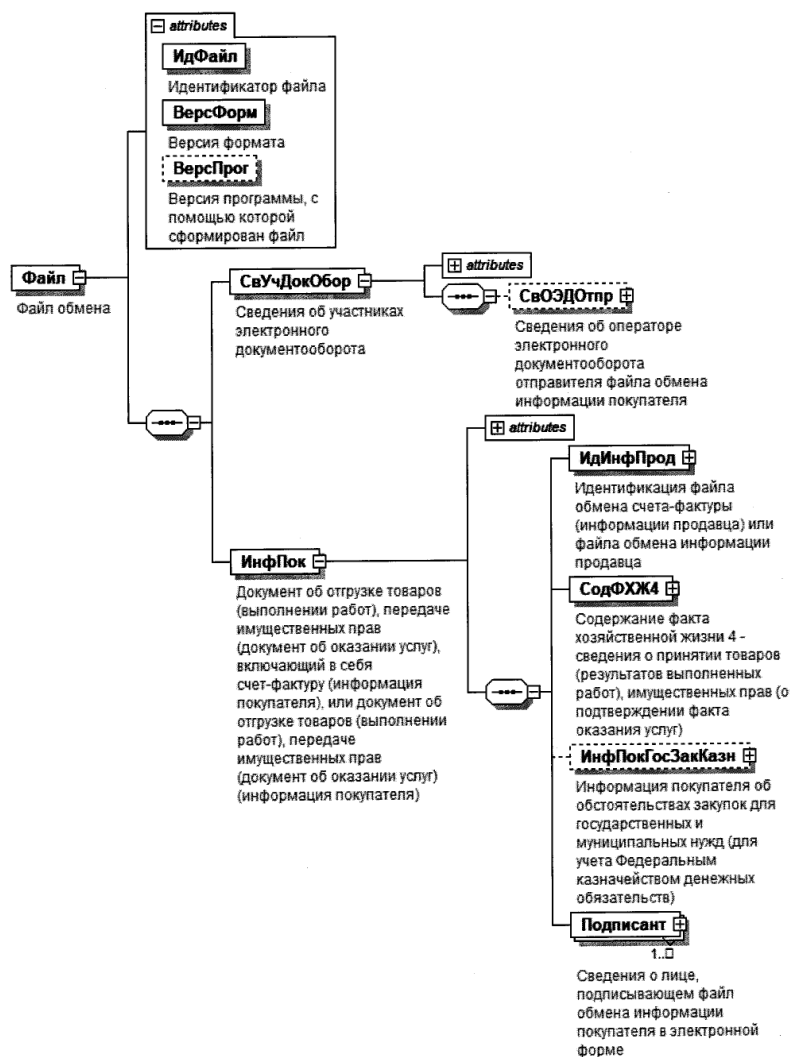 attributes
ИдФайл
Идентификатор файла
ВерсФорм
Версия формата
ВерсПрог
Версия программы, с
помощью которой
сформирован файл
Файл
Файл обмена
СвУчДокОбор
Сведения об участниках
электронного
документооборота
attributes
СвОЭДОтпр
Сведения об операторе
электронного
документооборота
отправителя файла обмена
информации покупателя
ИнфПок
Документ об отгрузке товаров
(выполнении работ), передаче
имущественных прав
(документ об оказании услуг),
включающий в себя
счет-фактуру (информация
покупателя), или документ об
отгрузке товаров (выполнении
работ), передаче
имущественных прав
(документ об оказании услуг)
(информация покупателя)
attributes
ИдИнфПрод
Идентификация файла
обмена счета-фактуры
(информации продавца) или
файла обмена информации
продавца
СодФХЖ4
Содержание факта
хозяйственной жизни 4 -
сведения о принятии товаров
(результатов выполненных
работ), имущественных прав (о
подтверждении факта
оказания услуг)
ИнфПокГосЗакКазн
Информация покупателя об
обстоятельствах закупок для
государственных и
муниципальных нужд (для
учета Федеральным
казначейством денежных
обязательств)
Подписант
1..
Сведения о лице,
подписывающем файл
обмена информации
покупателя в электронной
форме